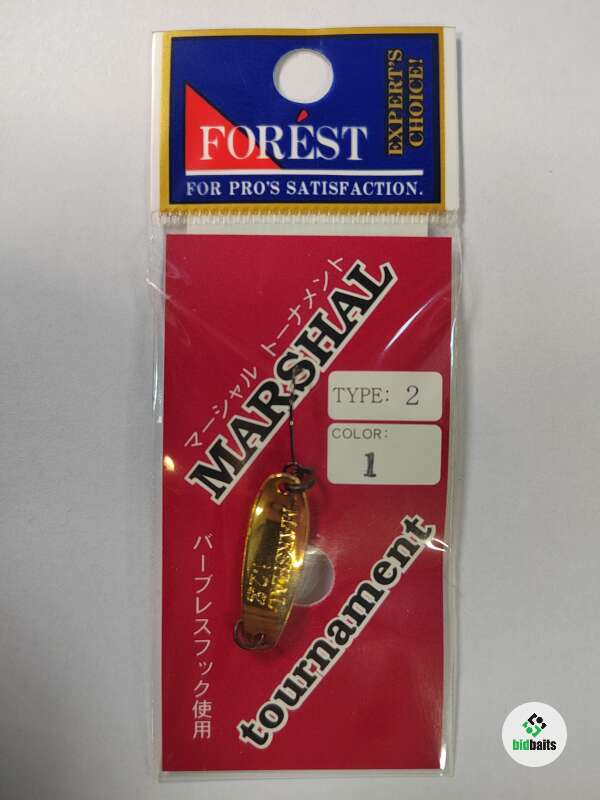 FORÉST
EXPERT'S
CHOICE!
FOR PRO'S SATISFACTION.
マーシャル トーナメント
MARSHAL
TYPE: 2
COLOR:
1
MARSHAL
tournament
バーブレスフック使用
bidbaits